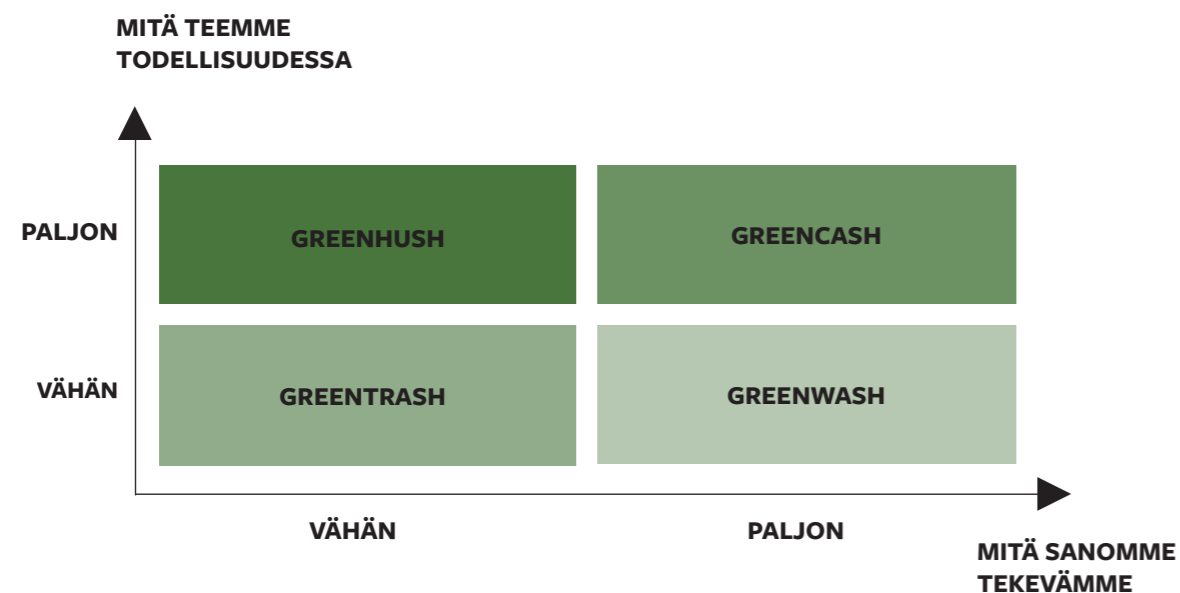 MITÄ TEEMME
TODELLISUUDESSA
PALJON
GREENHUSH
GREENCASH
VÄHÄN
GREENTRASH
GREENWASH
VÄHÄN
PALJON
MITÄ SANOMME
TEKEVÄMME